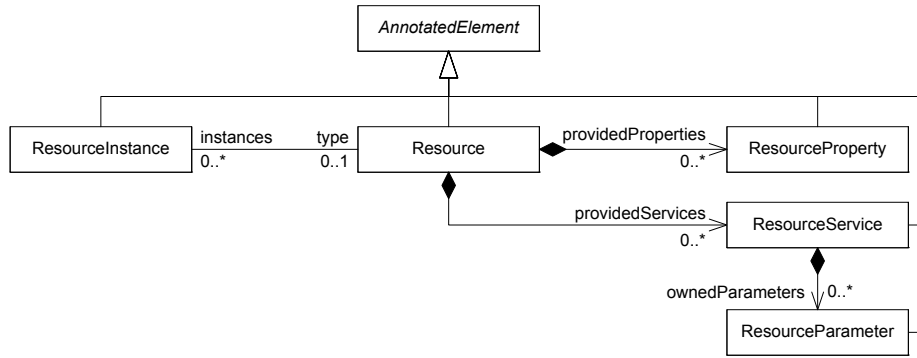 AnnotatedElement
ResourceInstance
instances
0..*
type
0..1
Resource
providedProperties
0..*
ResourceProperty
providedServices
0..*
ResourceService
ownedParameters
0..*
ResourceParameter